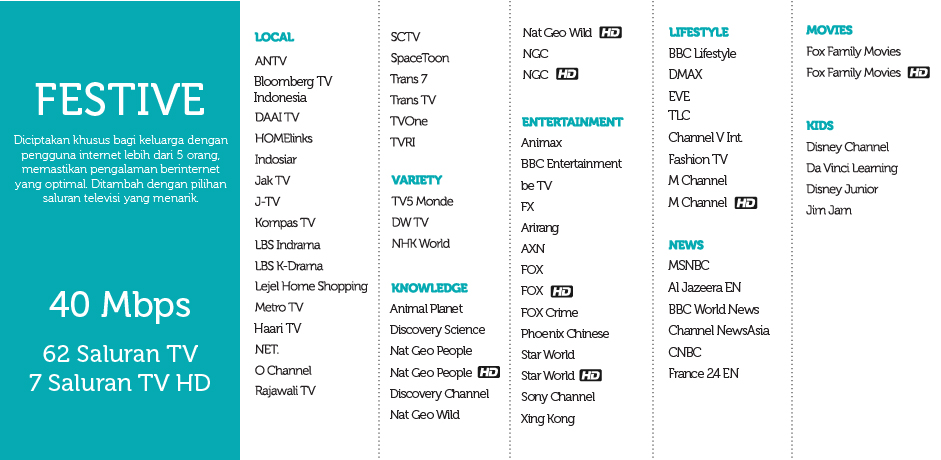 FESTIVE
Diciptakan khusus bagi keluarga dengan
pengguna internet lebih dari 5 orang,
memastikan pengalaman berinternet
yang optimal. Ditambah dengan pilihan
saluran televisi yang menarik.
40 Mbps
62 Saluran TV
7 Saluran TV HD
LOCAL
ANTV
Bloomberg TV
Indonesia
DAAI TV
HOMElinks
Indosiar
Jak TV
J-TV
Kompas TV
LBS Indrama
LBS K-Drama
Lejel Home Shopping
Metro TV
Haari TV
NET.
O Channel
Rajawali TV
SCTV
SpaceToon
Trans 7
Trans TV
TVOne
TVRI
VARIETY
TV5 Monde
DW TV
NHK World
KNOWLEDGE
Animal Planet
Discovery Science
Nat Geo People
Nat Geo People HD
Discovery Channel
Nat Geo Wild
Nat Geo Wild HD
NGC
NGC HD
ENTERTAINMENT
Animax
BBC Entertainment
be TV
FX
Arirang
AXN
FOX
FOX HD
FOX Crime
Phoenix Chinese
Star World
Star World HD
Sony Channel
Xing Kong
LIFESTYLE
BBC Lifestyle
DMAX
EVE
TLC
Channel V Int.
Fashion TV
M Channel
M Channel HD
NEWS
MSNBC
Al Jazeera EN
BBC World News
Channel NewsAsia
CNBC
France 24 EN
MOVIES
Fox Family Movies
Fox Family Movies HD
KIDS
Disney Channel
Da Vinci Learning
Disney Junior
Jim Jam